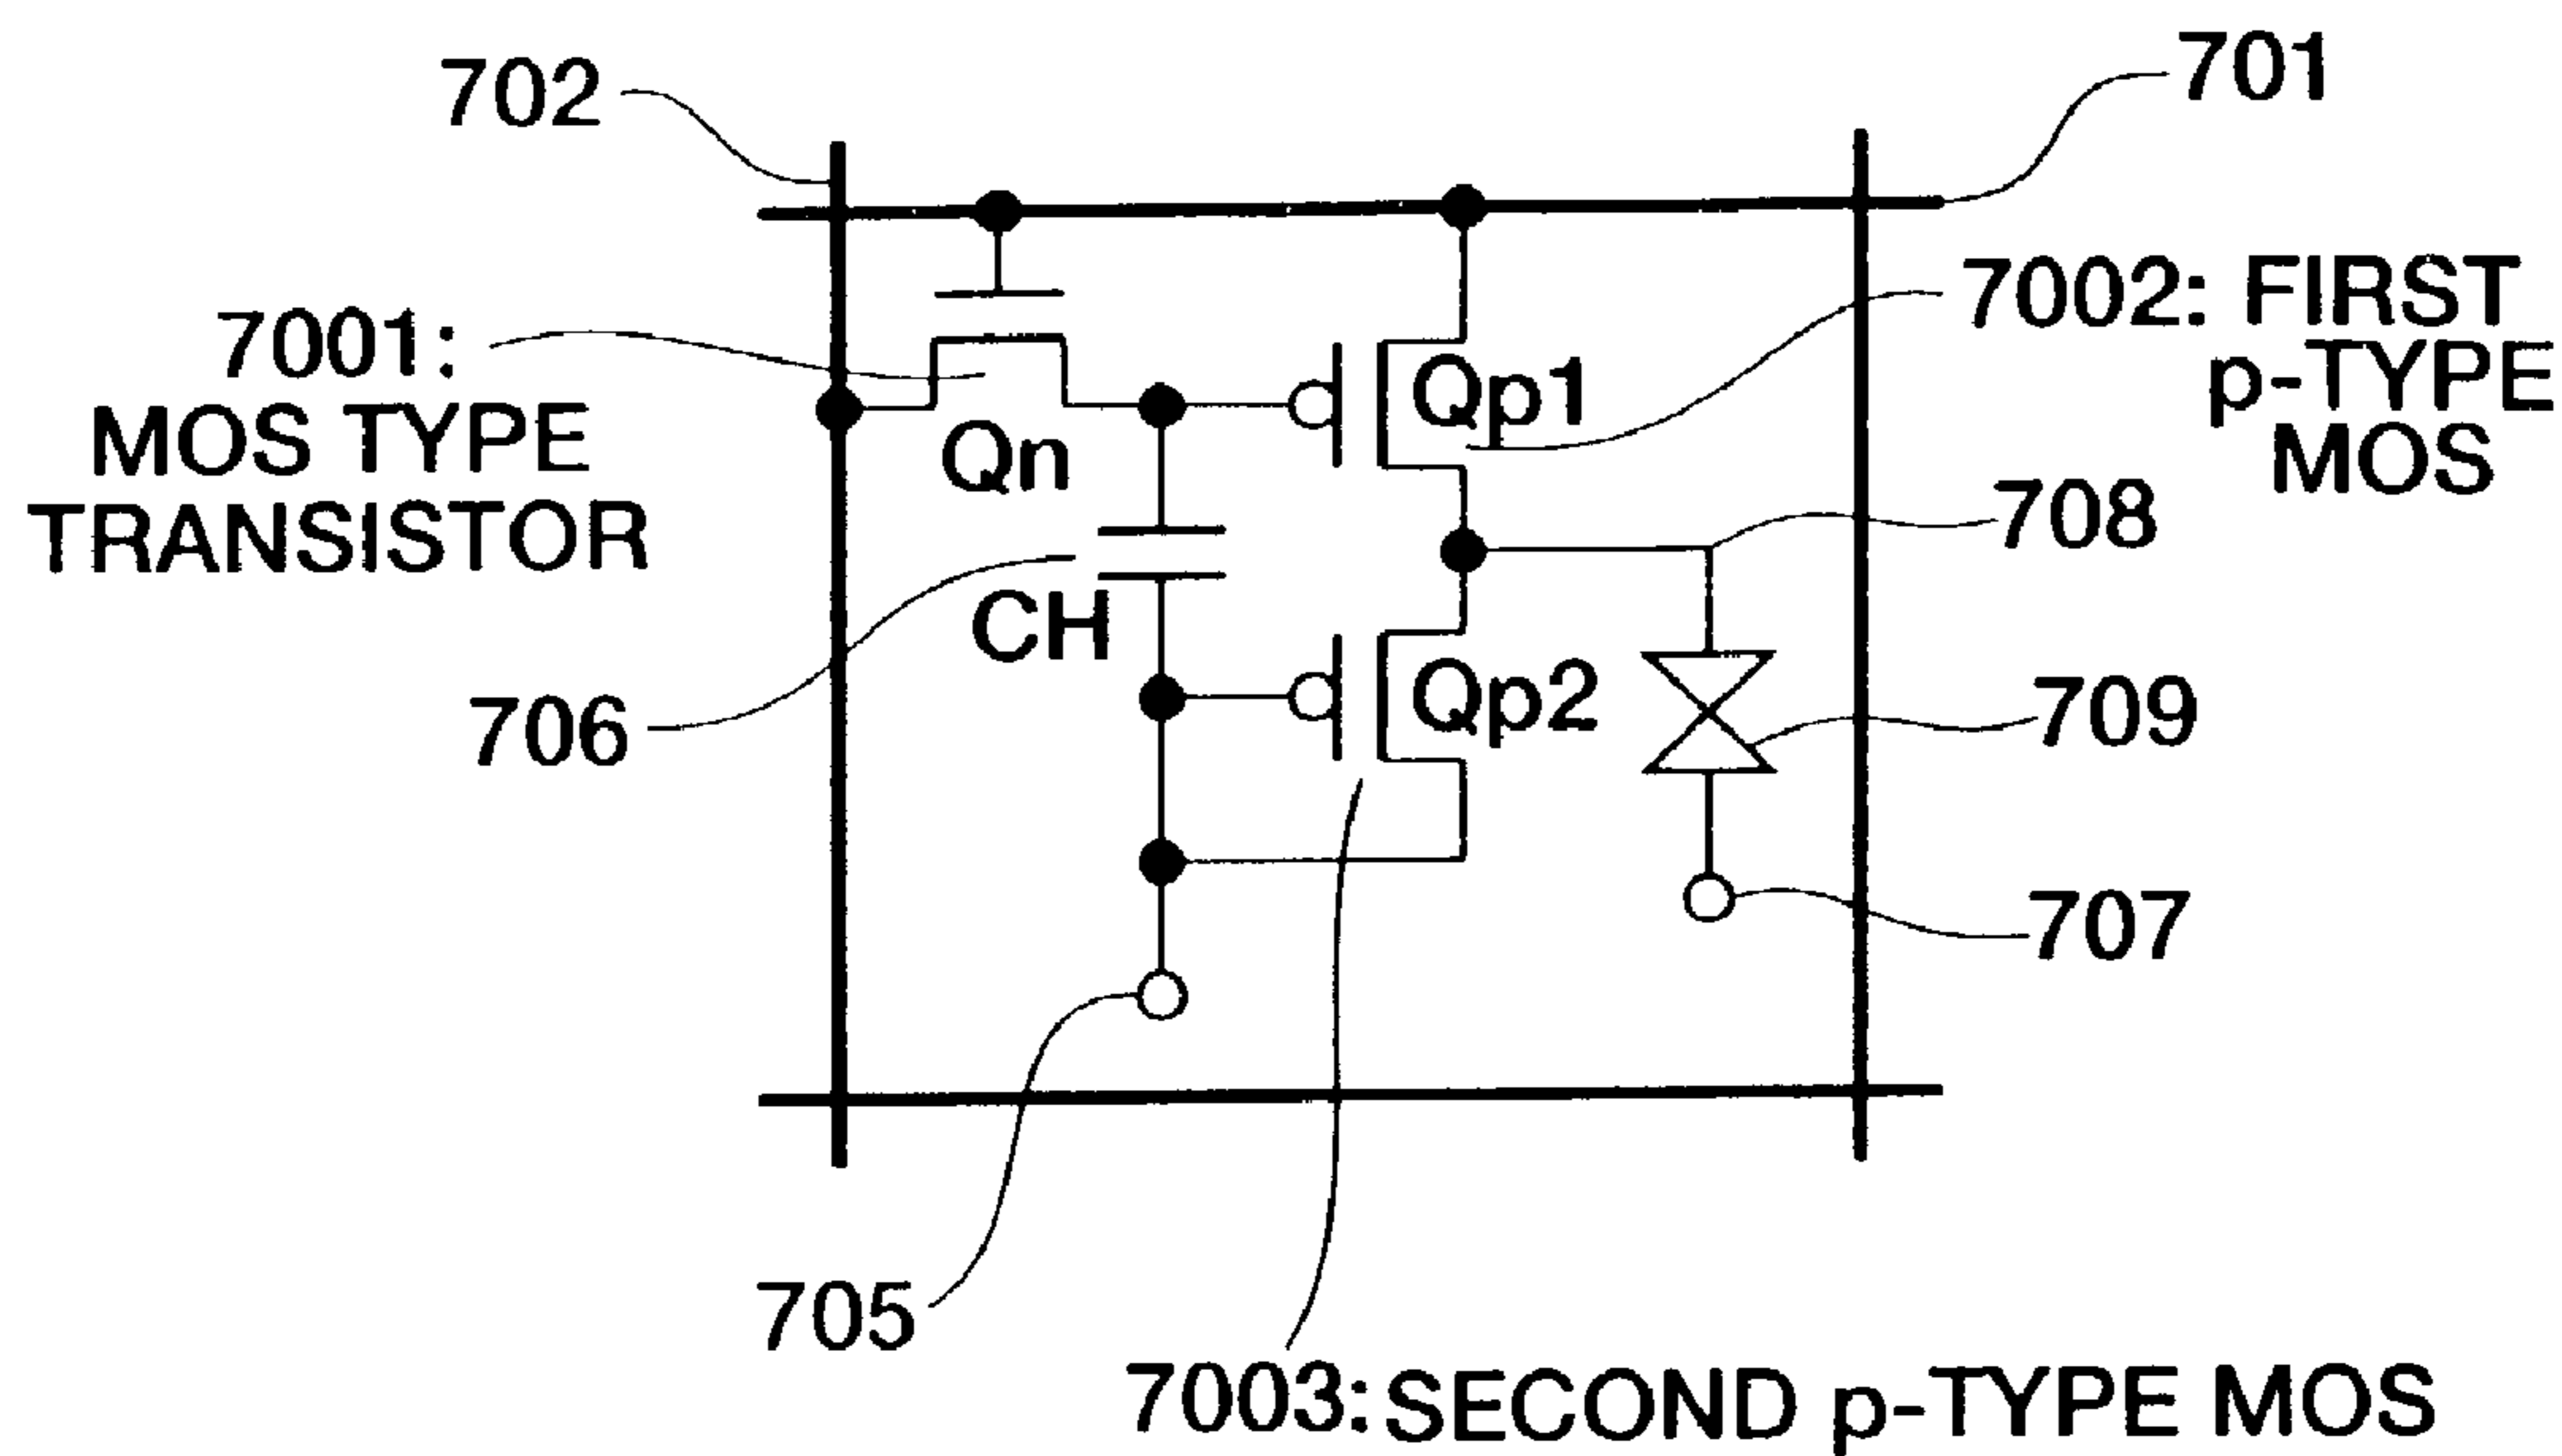 702
701
7001:
MOS TYPE
TRANSISTOR
7002: FIRST
p-TYPE
MOS
Qp1
Qn
708
CH
706
Qp2
709
707
705
7003: SECOND p-TYPE MOS